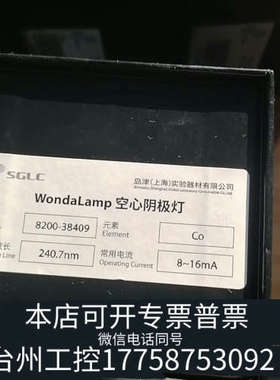 SGLC
岛津(上海)实验器材有限公司
WondaLamp 空心阴极灯
8200-38409
元素
Element
Co
长
Line
240.7nm
常用电流
Operating Current
8~16mA
本店可开专票普票
微信电话同号
台州工控17758753092